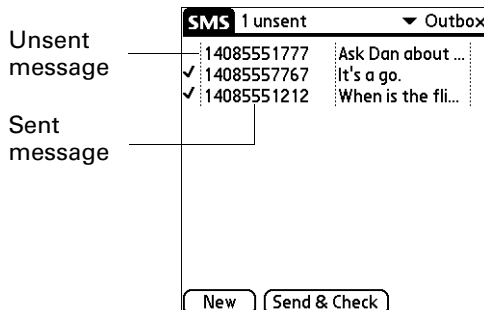 SMS 1 unsent Outbox
Unsent
message
14085551777 Ask Dan about ...
✓ 14085557767 It's a go.
✓ 14085551212 When is the fli...
Sent
message
New Send & Check